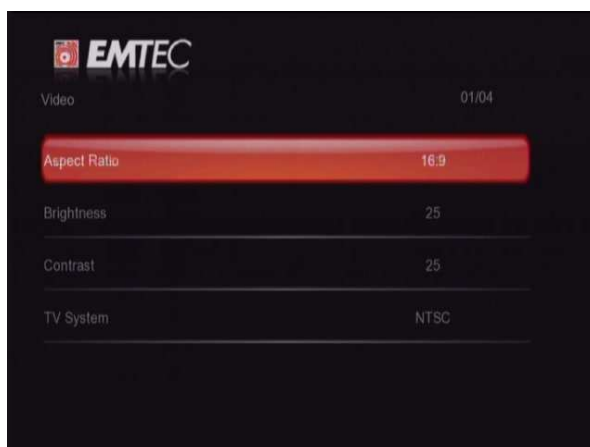 EMTEC
Video 01/04
Aspect Ratio 16:9
Brightness 25
Contrast 25
TV System NTSC